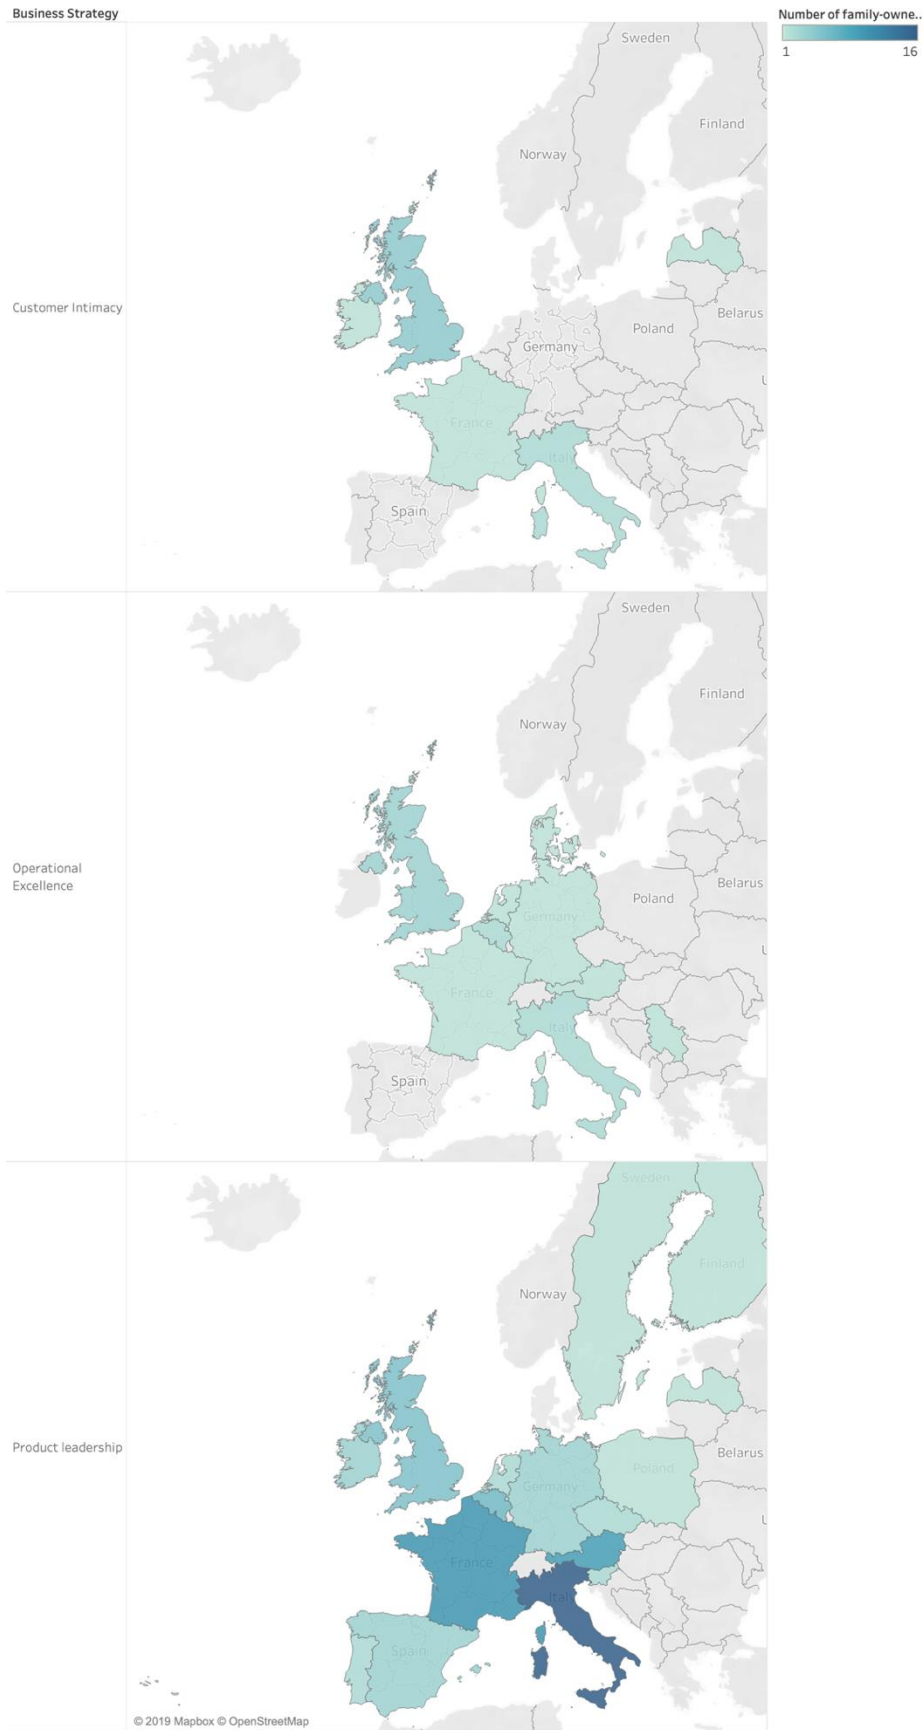 Business Strategy
Number of family-owne..
1
16
Customer Intimacy
Sweden
Finland
Norway
Belarus
Poland
Germany
France
Italy
Spain
Operational
Excellence
Sweden
Finland
Norway
Belarus
Poland
Germany
France
Italy
Spain
Product leadership
Sweden
Finland
Norway
Belarus
Poland
Germany
France
Italy
Spain
© 2019 Mapbox © OpenStreetMap